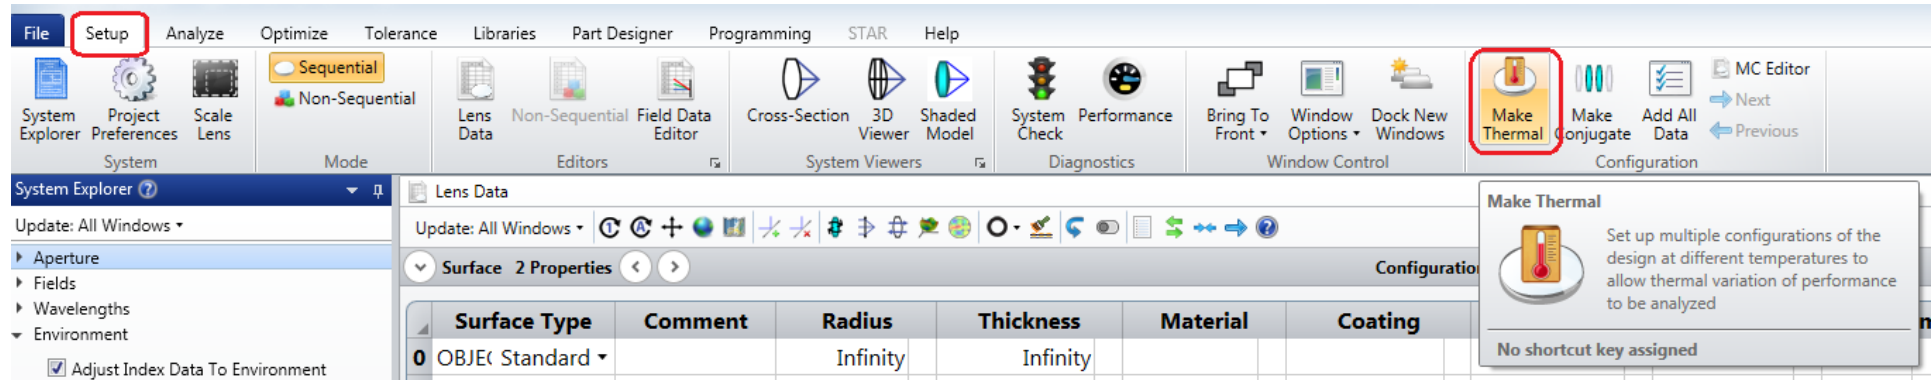 File Setup Analyze Optimize Tolerance Libraries Part Designer Programming STAR Help
Sequential
Non-Sequential
System Explorer
Project Preferences
Scale Lens
Lens Data
Non-Sequential
Field Data Editor
Cross-Section
3D Viewer
Shaded Model
System Check
Performance
Bring To Front
Window Options
Dock New Windows
Make Thermal
Make Conjugate
Add All Data
MC Editor
Next
Previous
System Mode Editors System Viewers Diagnostics Window Control Configuration
System Explorer
Update: All Windows
Aperture
Fields
Wavelengths
Environment
Adjust Index Data To Environment
Lens Data
Update: All Windows
Surface 2 Properties
Surface Type Comment Radius Thickness Material Coating
0 OBJE Standard Infinity Infinity
Make Thermal
Set up multiple configurations of the
design at different temperatures to
allow thermal variation of performance
to be analyzed
No shortcut key assigned